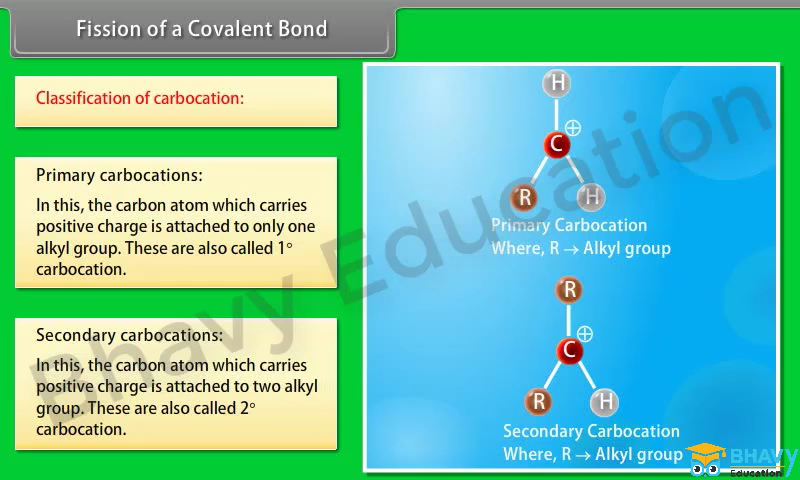 Fission of a Covalent Bond
Classification of carbocation:
Primary carbocations:
In this, the carbon atom which carries
positive charge is attached to only one
alkyl group. These are also called 1°
carbocation.
Secondary carbocations:
In this, the carbon atom which carries
positive charge is attached to two alkyl
group. These are also called 2°
carbocation.
H
C ⊕
R H
Primary Carbocation
Where, R → Alkyl group
R
C ⊕
R H
Secondary Carbocation
Where, R → Alkyl group
Bhavy Education
BHAVY
Education